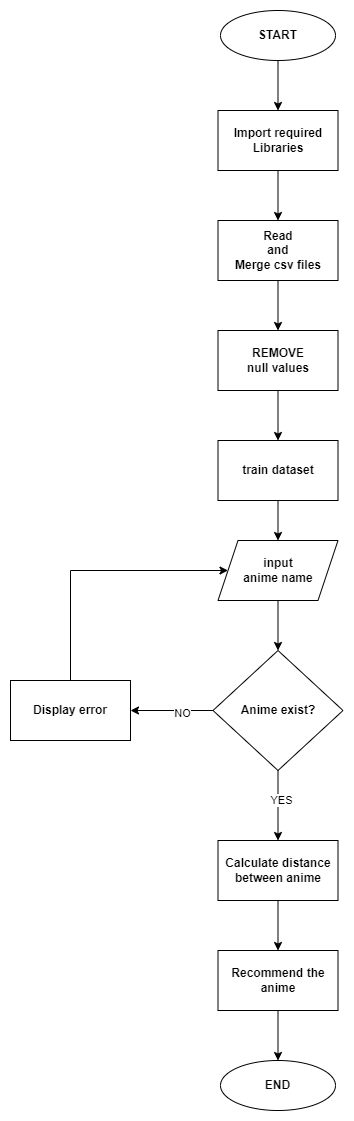 START
Import required
Libraries
Read
and
Merge csv files
REMOVE
null values
train dataset
input
anime name
Display error
NO
Anime exist?
YES
Calculate distance
between anime
Recommend the
anime
END